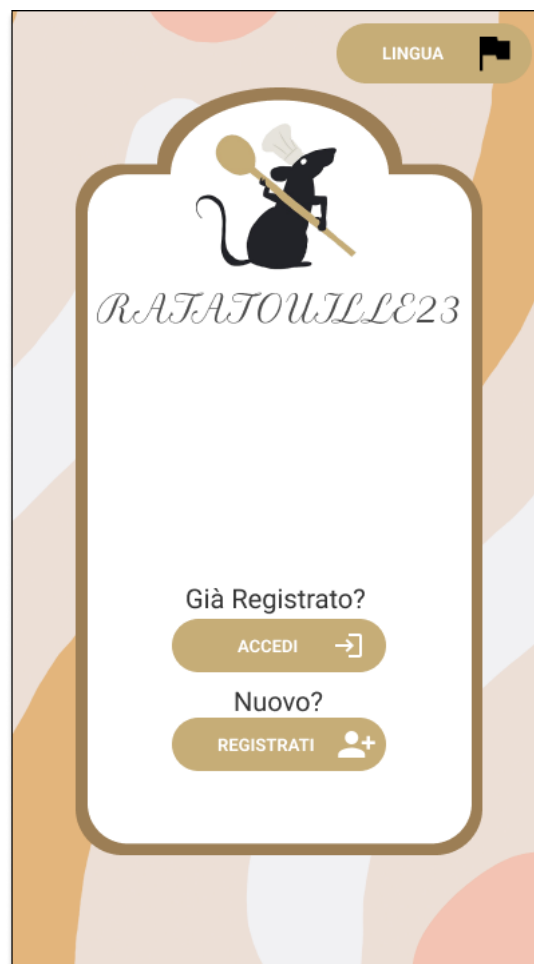 LINGUA
RATATOUILLE23
Già Registrato?
ACCEDI
Nuovo?
REGISTRATI